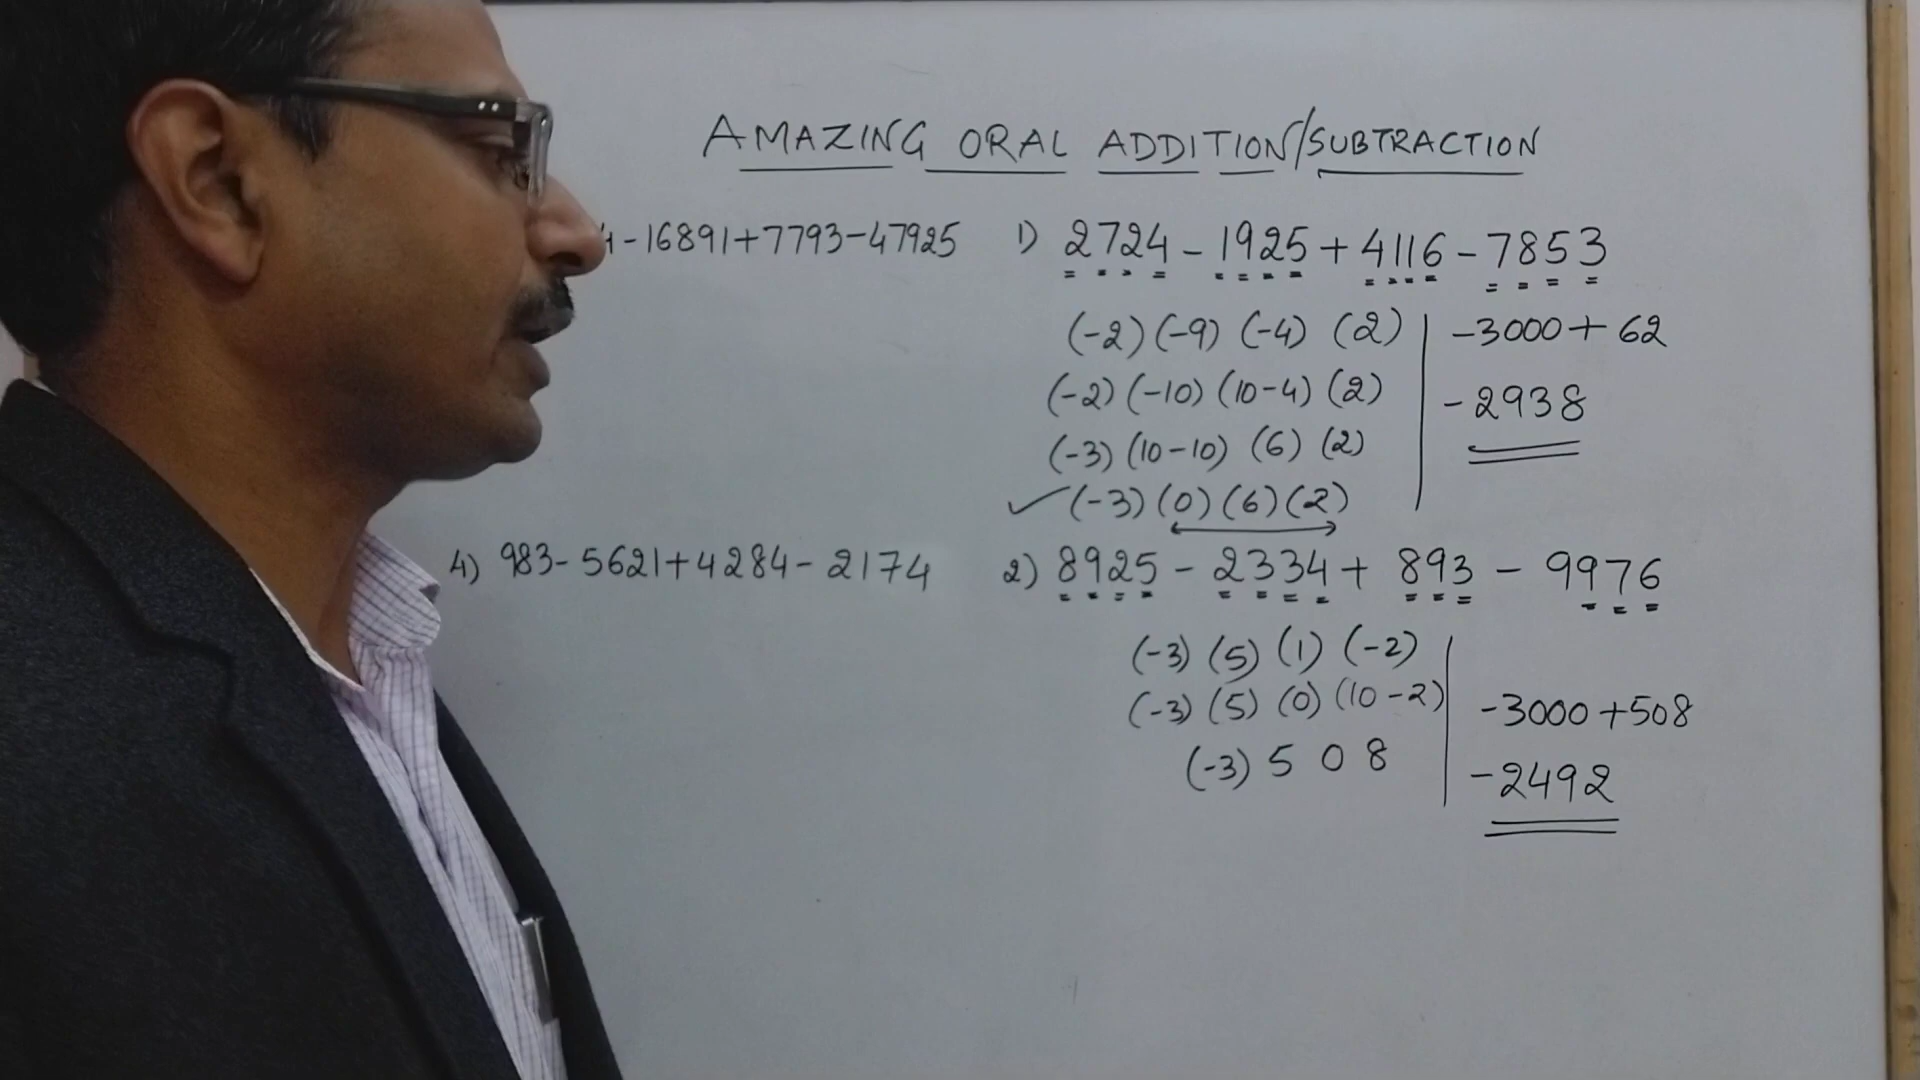 AMAZING ORAL ADDITION/SUBTRACTION
-16891+7793-47925
1) 2724 - 1925 + 4116 - 7853
(-2) (-9) (-4) (2)
(-2) (-10) (10-4) (2)
(-3) (10-10) (6) (2)
✓ (-3) (0) (6) (2)
-3000 + 62
-2938
4) 983 - 5621 + 4284 - 2174
2) 8925 - 2334 + 893 - 9976
(-3) (5) (1) (-2)
(-3) (5) (0) (10-2)
(-3) 5 0 8
-3000 + 508
-2492